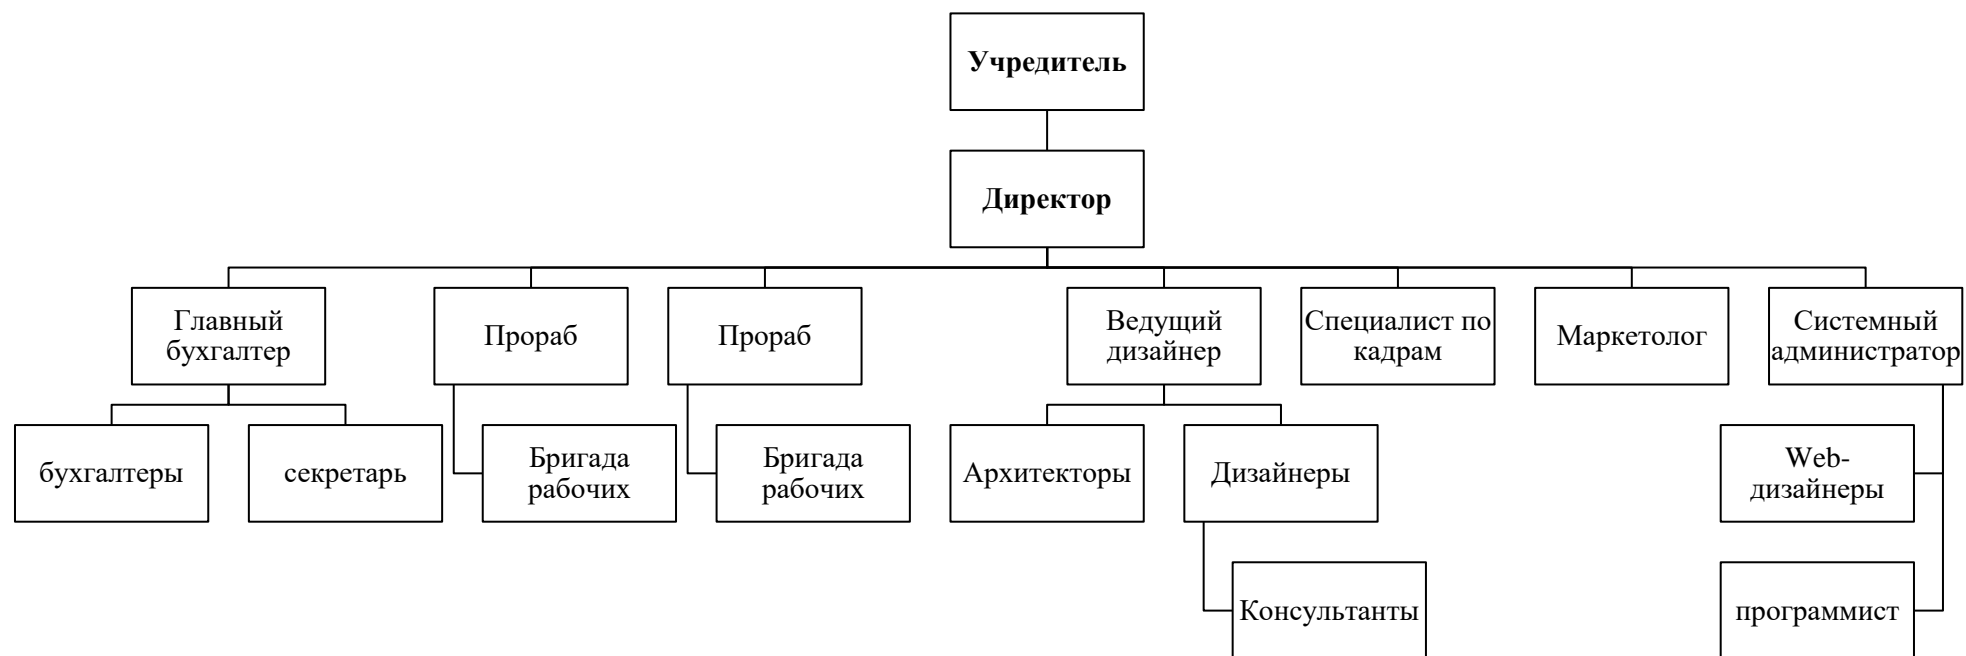 Учредитель
Директор
Главный
бухгалтер
Прораб
Прораб
Ведущий
дизайнер
Специалист по
кадрам
Маркетолог
Системный
администратор
бухгалтеры
секретарь
Бригада
рабочих
Бригада
рабочих
Архитекторы
Дизайнеры
Web-
дизайнеры
Консультанты
программист